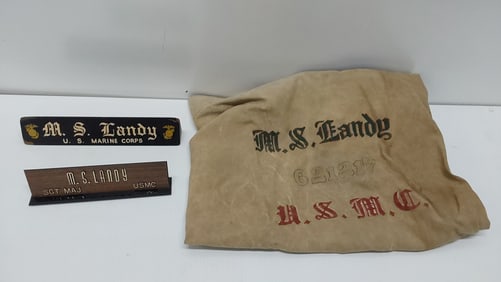 M. S. Landy
U. S. MARINE CORPS
M. S. LANDY
SGT MAJ USMC
M. S. Landy
U. S. M. C.